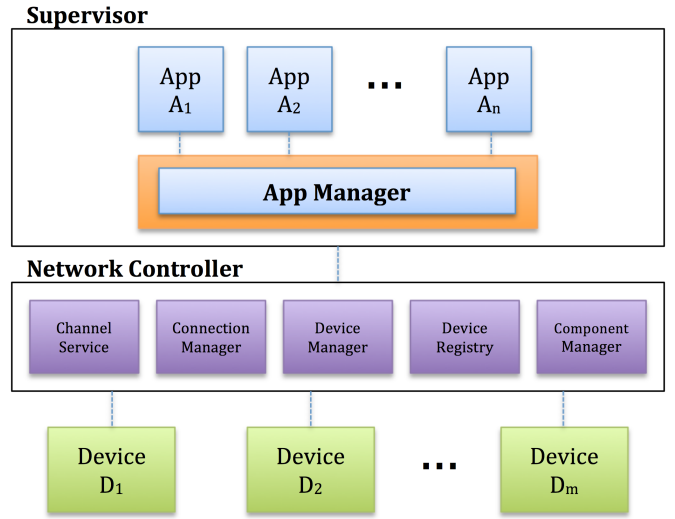 Supervisor
App
A1
App
A2
...
App
An
App Manager
Network Controller
Channel
Service
Connection
Manager
Device
Manager
Device
Registry
Component
Manager
Device
D1
Device
D2
...
Device
Dm